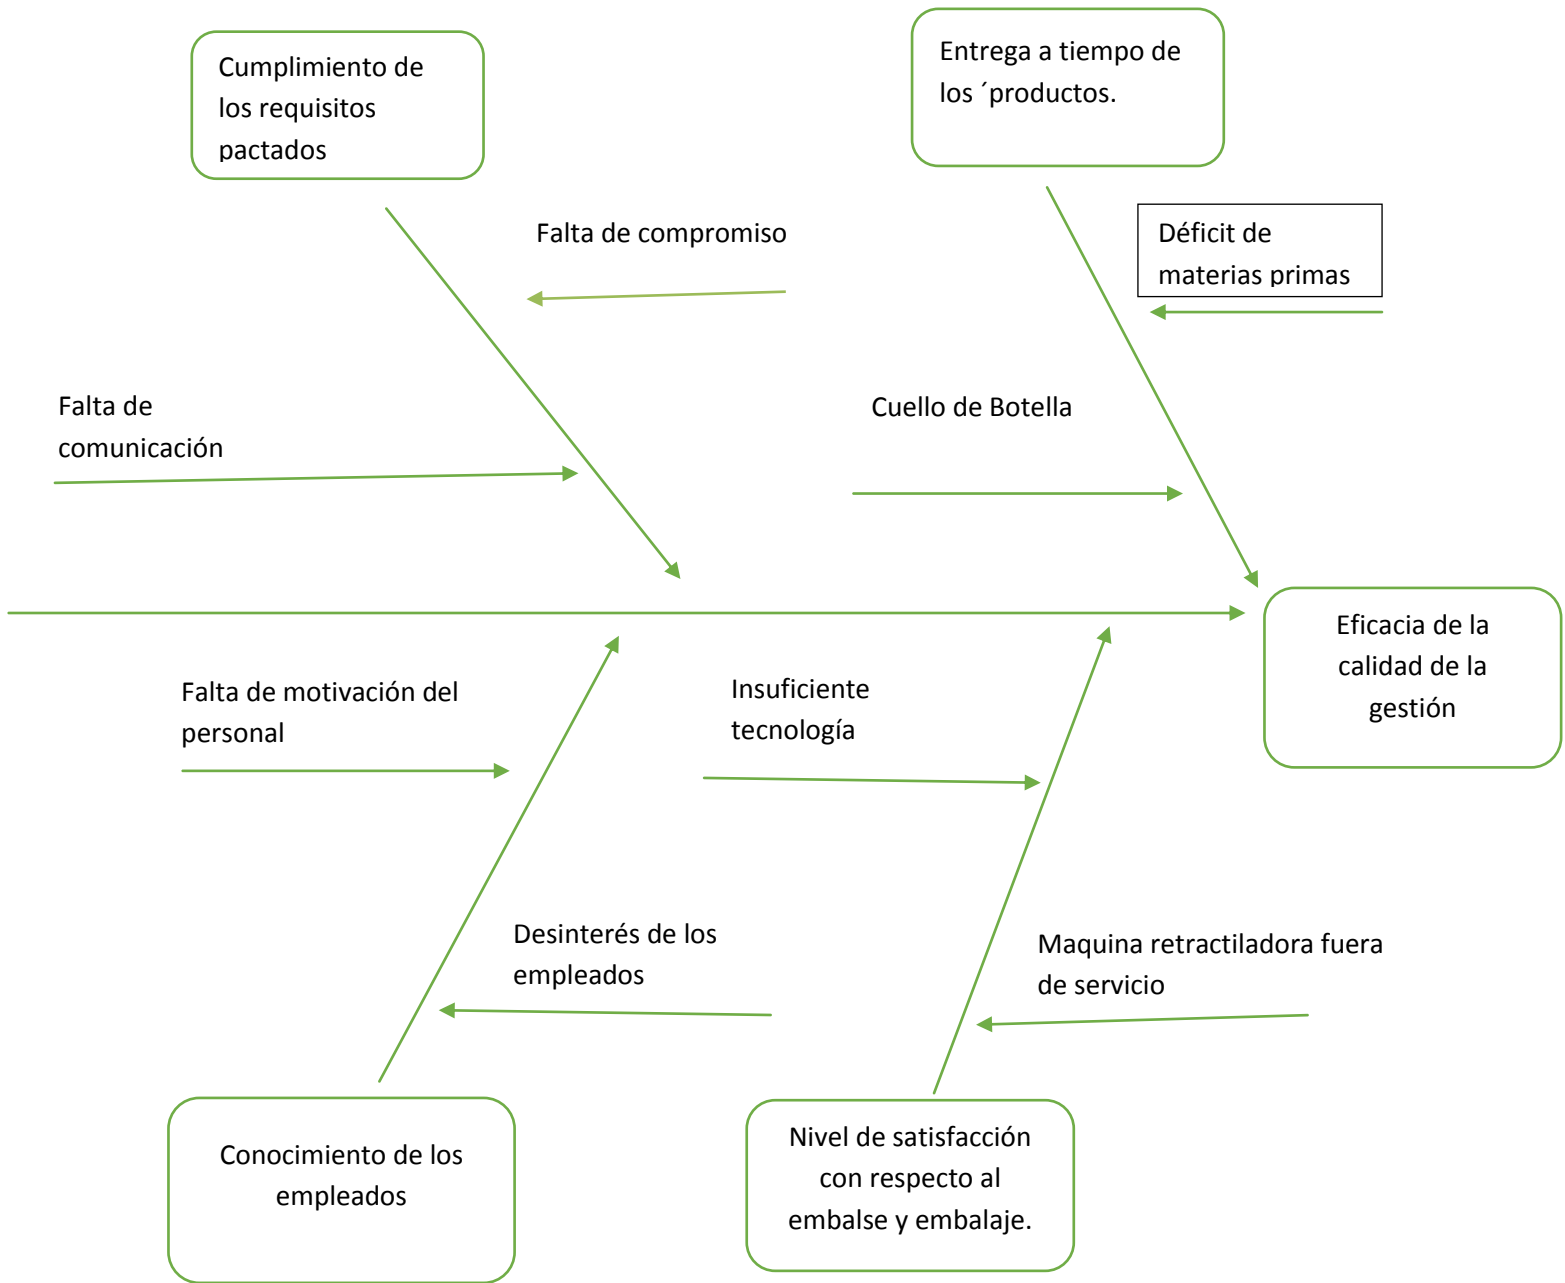 Cumplimiento de
los requisitos
pactados
Entrega a tiempo de
los ´productos.
Falta de compromiso
Déficit de
materias primas
Falta de
comunicación
Cuello de Botella
Eficacia de la
calidad de la
gestión
Falta de motivación del
personal
Insuficiente
tecnología
Desinterés de los
empleados
Maquina retractiladora fuera
de servicio
Conocimiento de los
empleados
Nivel de satisfacción
con respecto al
embalse y embalaje.